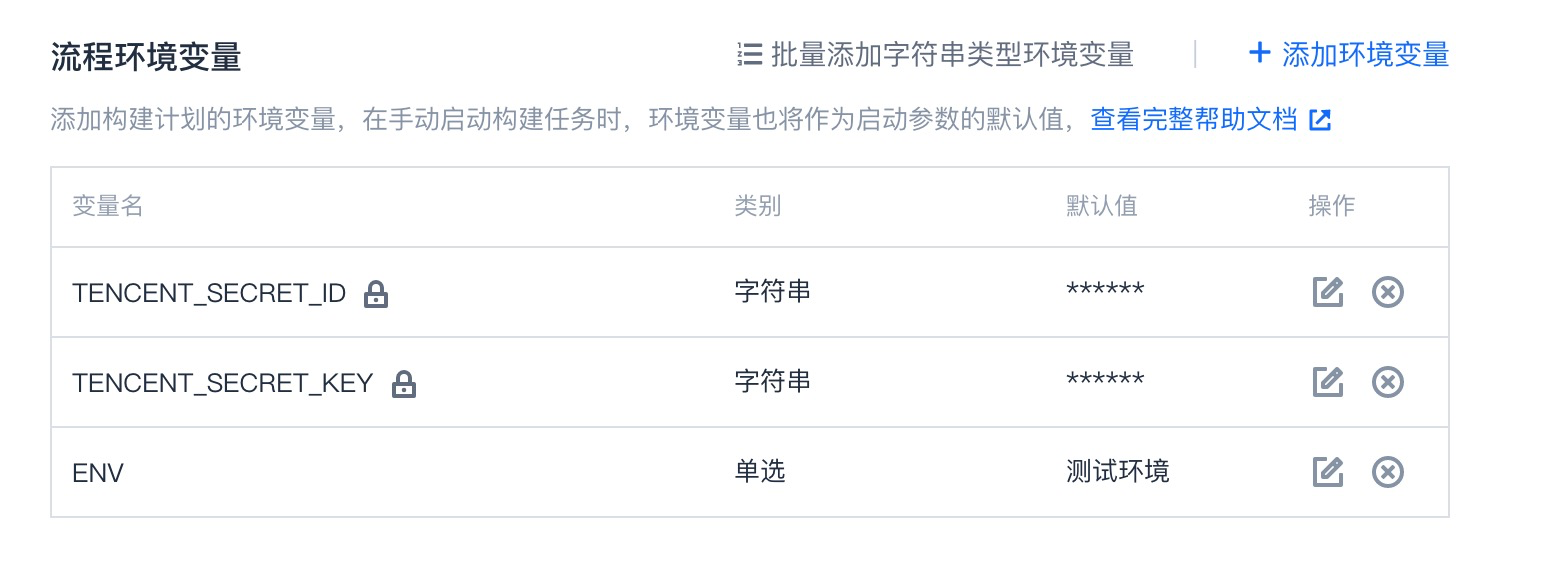 流程环境变量
批量添加字符串类型环境变量
添加环境变量
添加构建计划的环境变量，在手动启动构建任务时，环境变量也将作为启动参数的默认值，查看完整帮助文档
变量名 类别 默认值 操作
TENCENT_SECRET_ID 字符串 ******
TENCENT_SECRET_KEY 字符串 ******
ENV 单选 测试环境